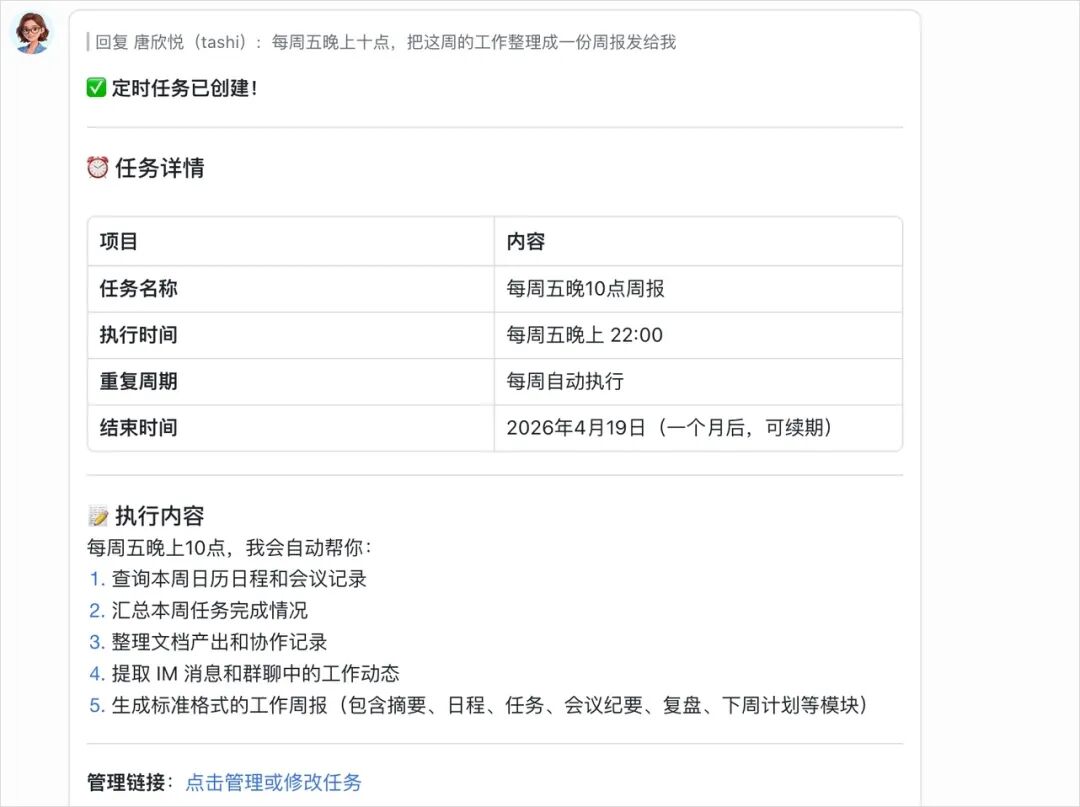 回复 唐欣悦（tashi）：每周五晚上十点，把这周的工作整理成一份周报发给我
✅ 定时任务已创建！
⏰ 任务详情
项目 内容
任务名称 每周五晚10点周报
执行时间 每周五晚上 22:00
重复周期 每周自动执行
结束时间 2026年4月19日（一个月后，可续期）
📝 执行内容
每周五晚上10点，我会自动帮你：
1. 查询本周日历日程和会议记录
2. 汇总本周任务完成情况
3. 整理文档产出和协作记录
4. 提取 IM 消息和群聊中的工作动态
5. 生成标准格式的工作周报（包含摘要、日程、任务、会议纪要、复盘、下周计划等模块）
管理链接：点击管理或修改任务